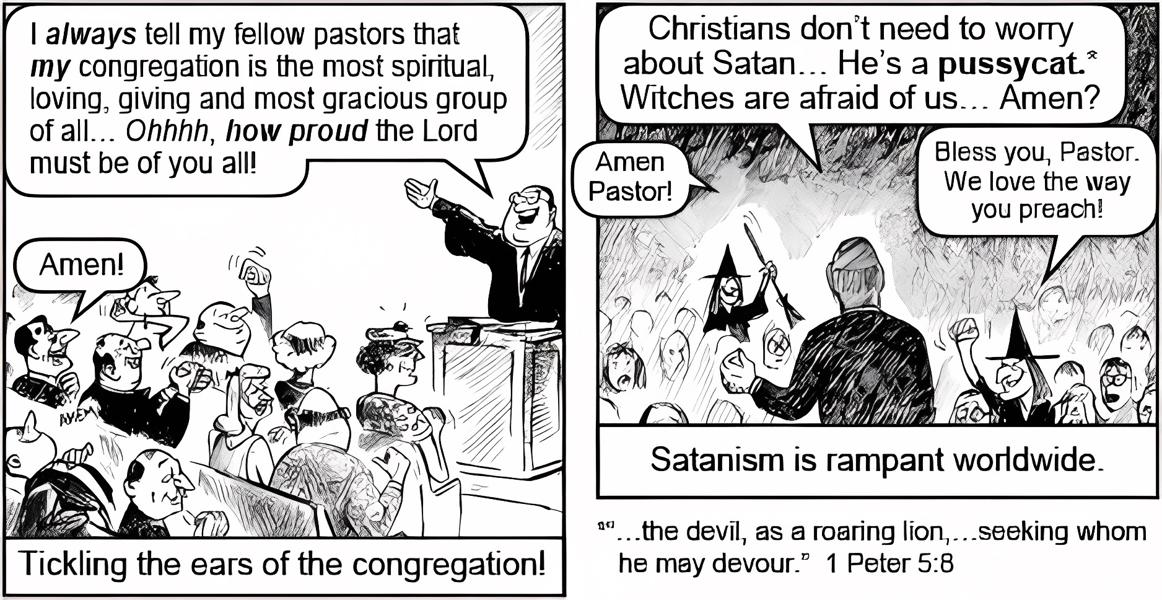 I always tell my fellow pastors that
my congregation is the most spiritual,
loving, giving and most gracious group
of all... Ohhhh, how proud the Lord
must be of you all!
Amen!
AHEM
Tickling the ears of the congregation!
Christians don't need to worry
about Satan... He's a pussycat.*
Witches are afraid of us... Amen?
Amen
Pastor!
Bless you, Pastor.
We love the way
you preach!
Satanism is rampant worldwide.
"...the devil, as a roaring lion,...seeking whom
he may devour." 1 Peter 5:8